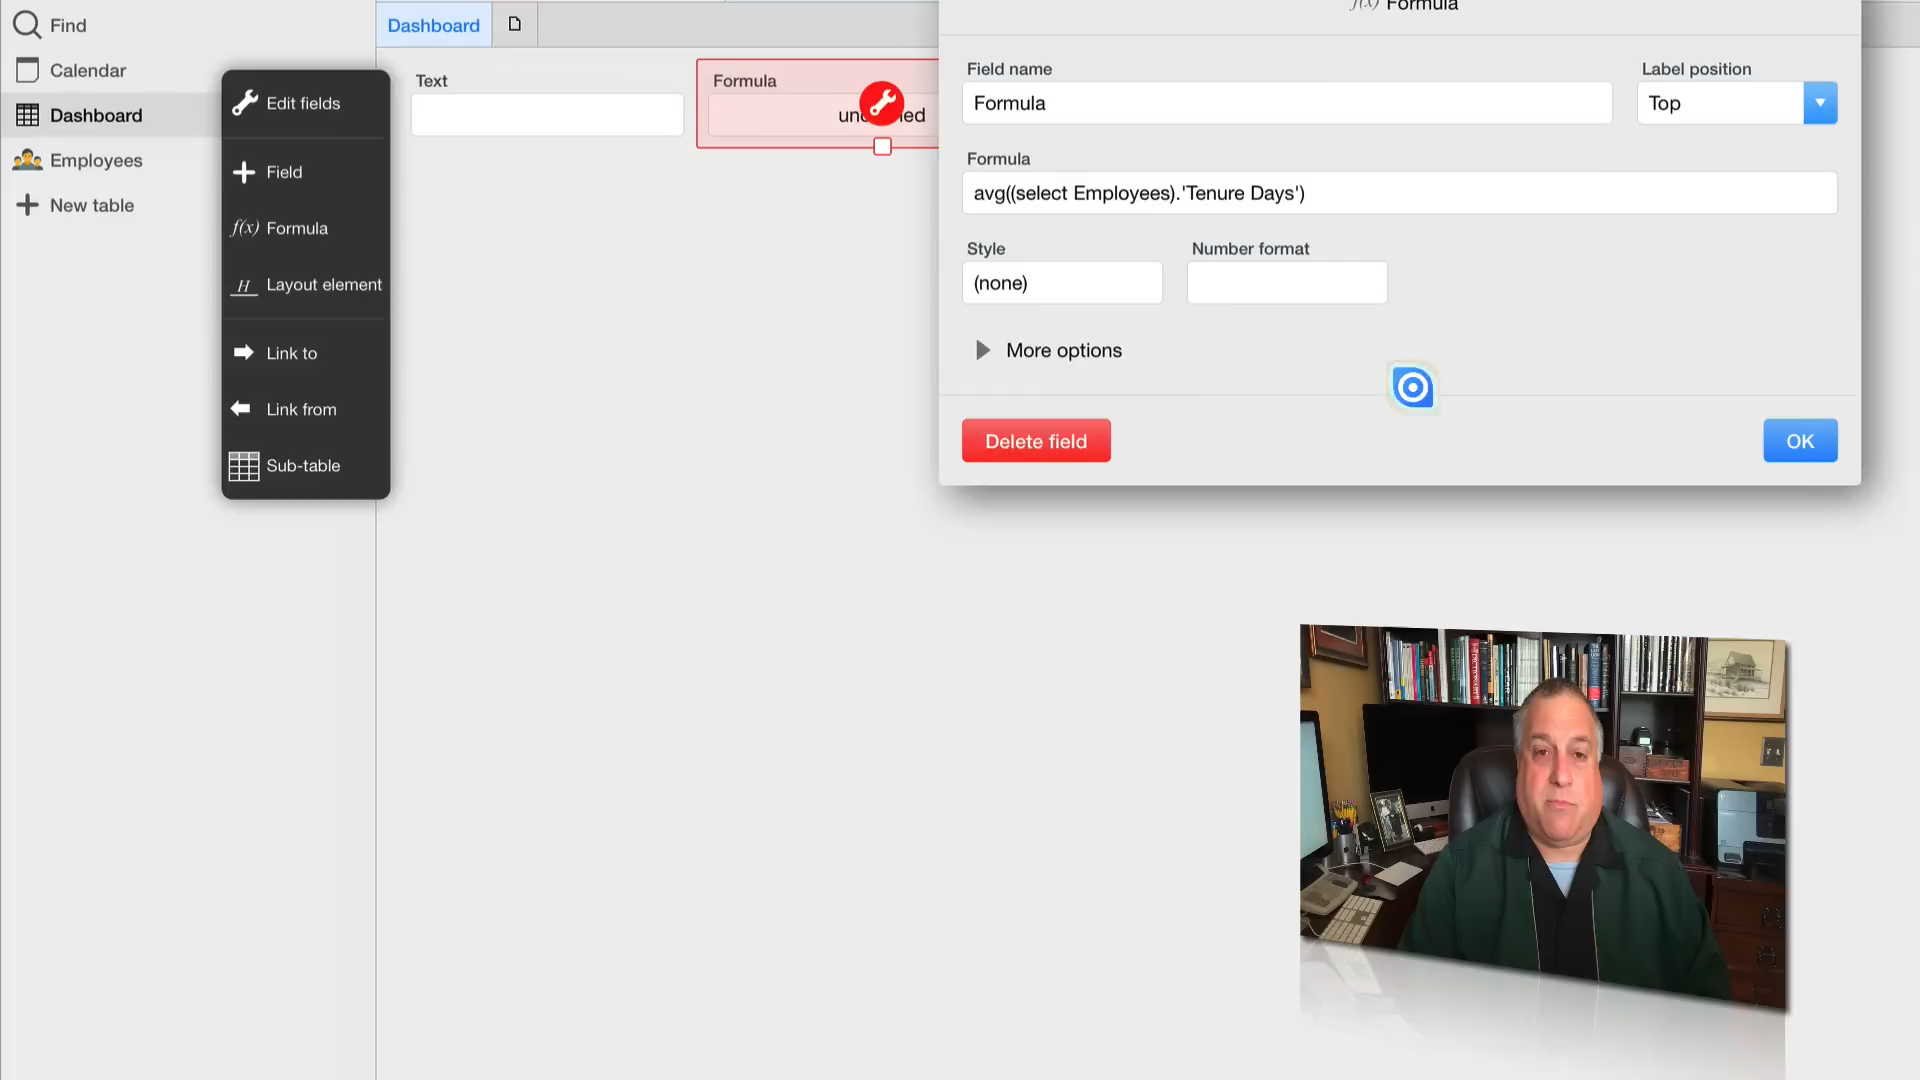 Find
Calendar
Dashboard
Employees
New table
Edit fields
Field
f(x) Formula
H Layout element
Link to
Link from
Sub-table
Dashboard
Text
Formula
f(x) Formula
Field name
Formula
Label position
Top
Formula
avg((select Employees).'Tenure Days')
Style
(none)
Number format
More options
Delete field
OK